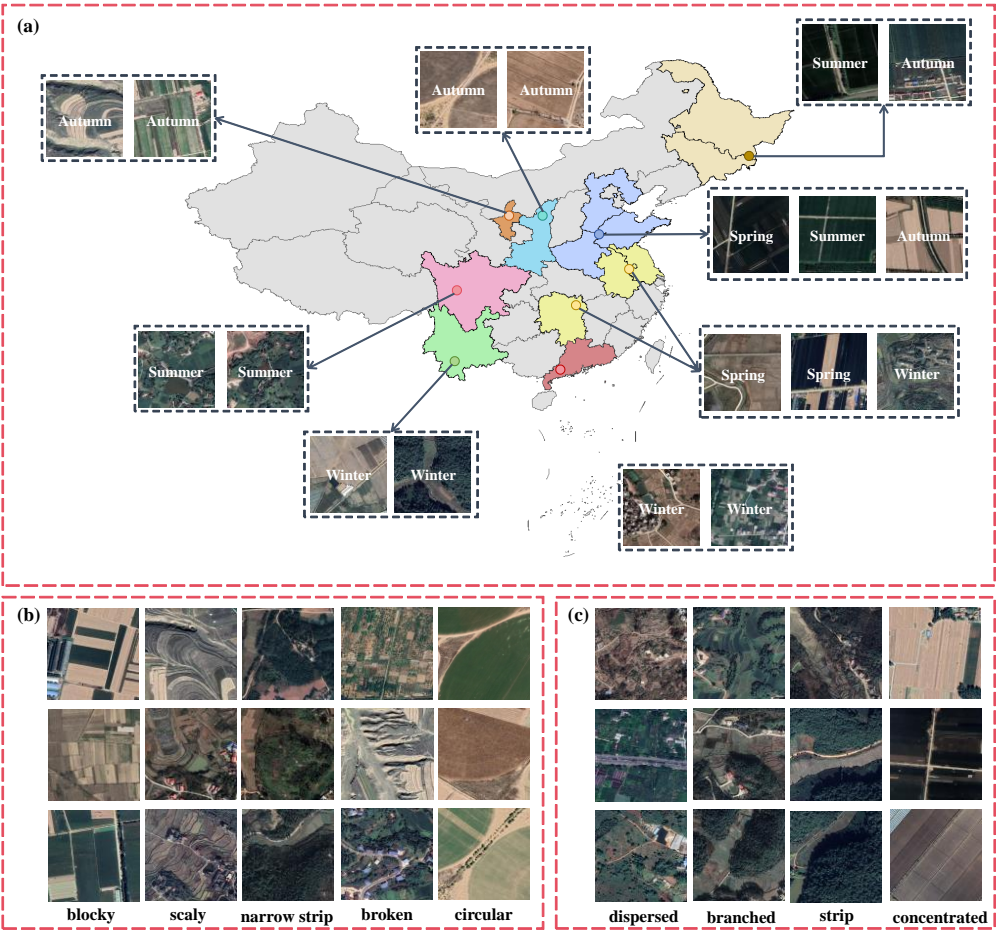 (a)
Summer Autumn
Autumn Autumn
Autumn Autumn
Spring Summer Autumn
Summer Summer
Spring Spring Winter
Winter Winter
Winter Winter
(b)
(c)
blocky scaly narrow strip broken circular
dispersed branched strip concentrated